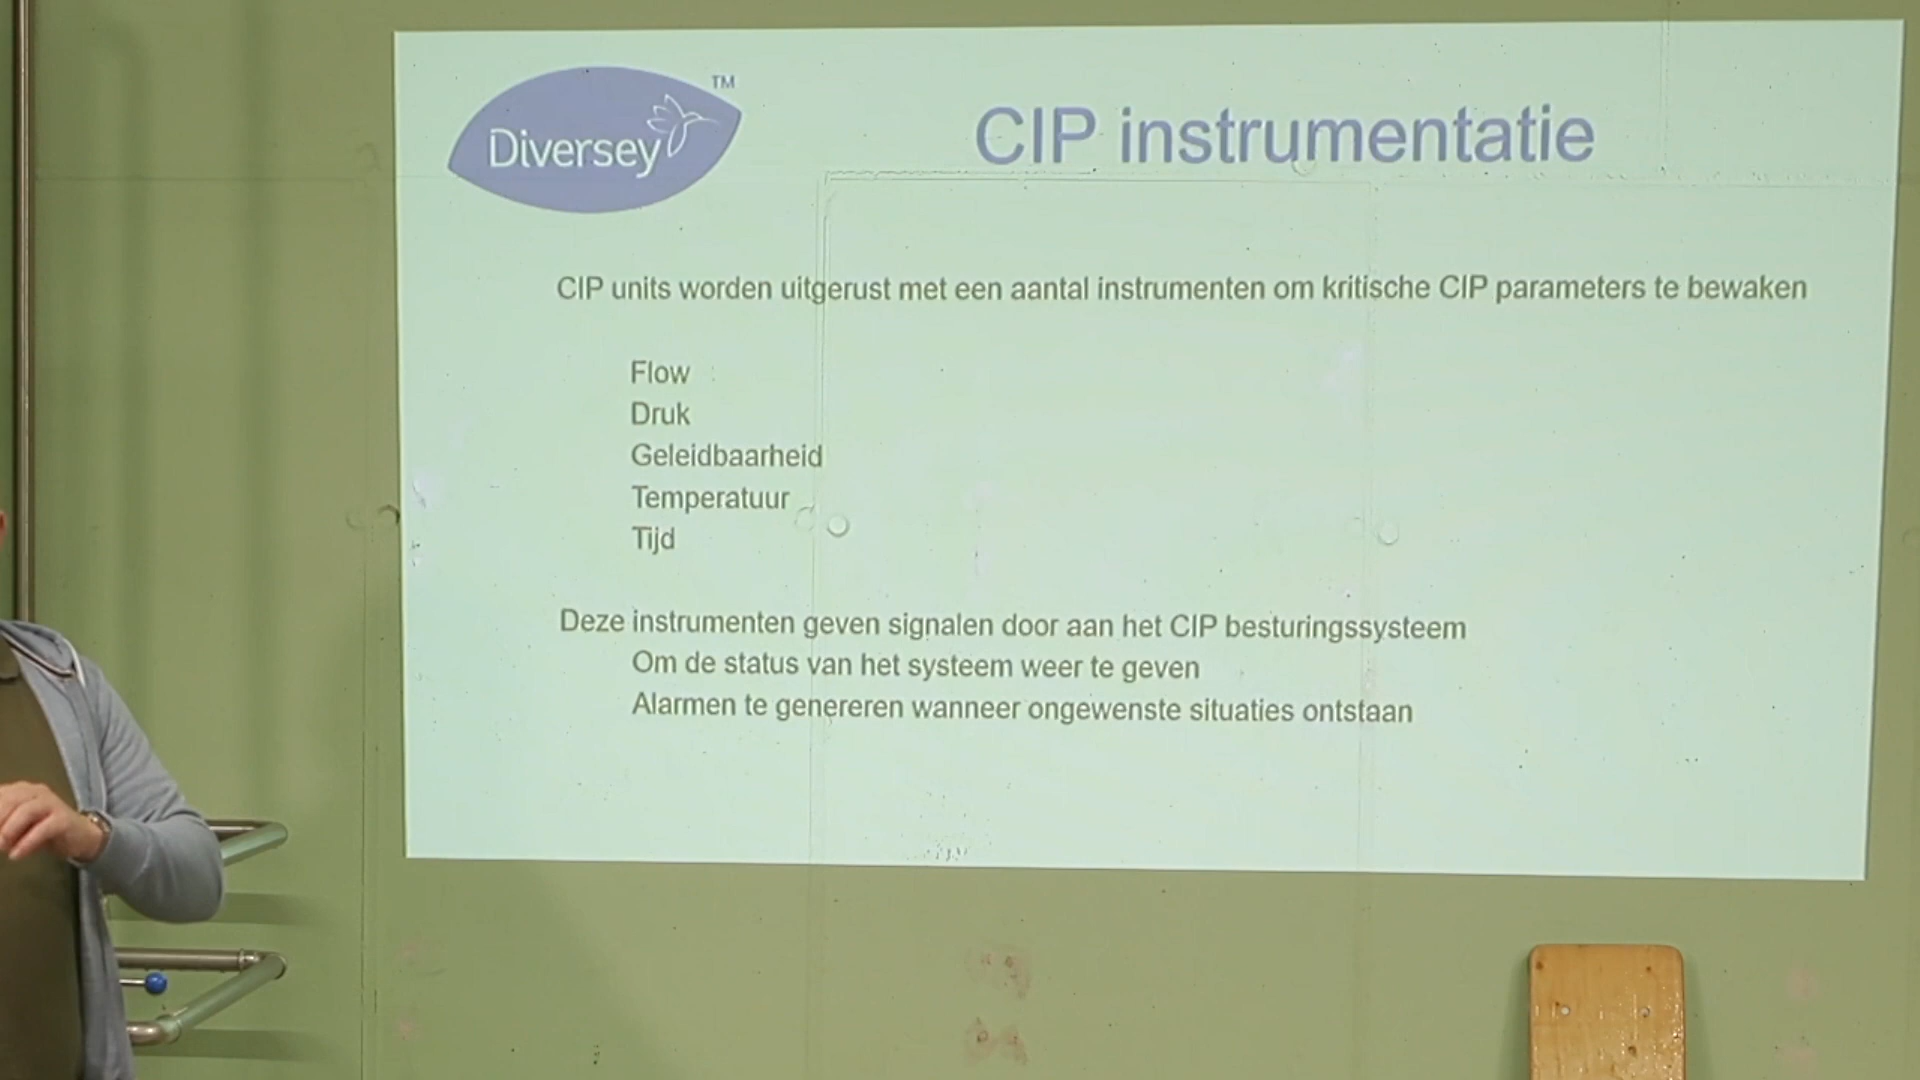 Diversey TM
CIP instrumentatie
CIP units worden uitgerust met een aantal instrumenten om kritische CIP parameters te bewaken
Flow
Druk
Geleidbaarheid
Temperatuur
Tijd
Deze instrumenten geven signalen door aan het CIP besturingssysteem
Om de status van het systeem weer te geven
Alarmen te genereren wanneer ongewenste situaties ontstaan